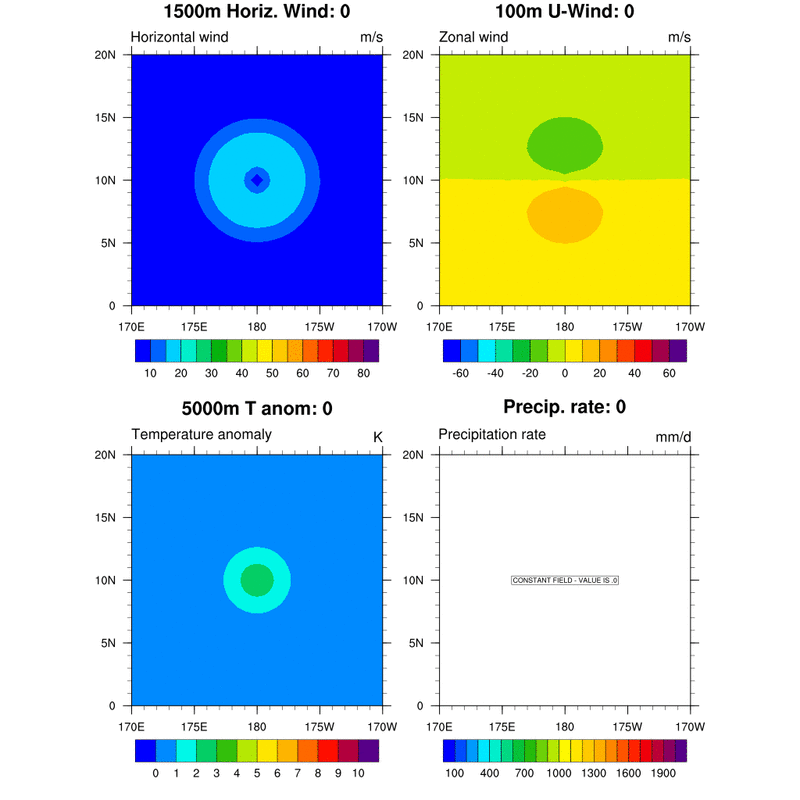 1500m Horiz. Wind: 0
Horizontal wind m/s
20N
15N
10N
5N
0
170E 175E 180 175W 170W
10 20 30 40 50 60 70 80
100m U-Wind: 0
Zonal wind m/s
20N
15N
10N
5N
0
170E 175E 180 175W 170W
-60 -40 -20 0 20 40 60
5000m T anom: 0
Temperature anomaly K
20N
15N
10N
5N
0
170E 175E 180 175W 170W
0 1 2 3 4 5 6 7 8 9 10
Precip. rate: 0
Precipitation rate mm/d
20N
15N
10N
5N
0
CONSTANT FIELD - VALUE IS .0
170E 175E 180 175W 170W
100 400 700 1000 1300 1600 1900